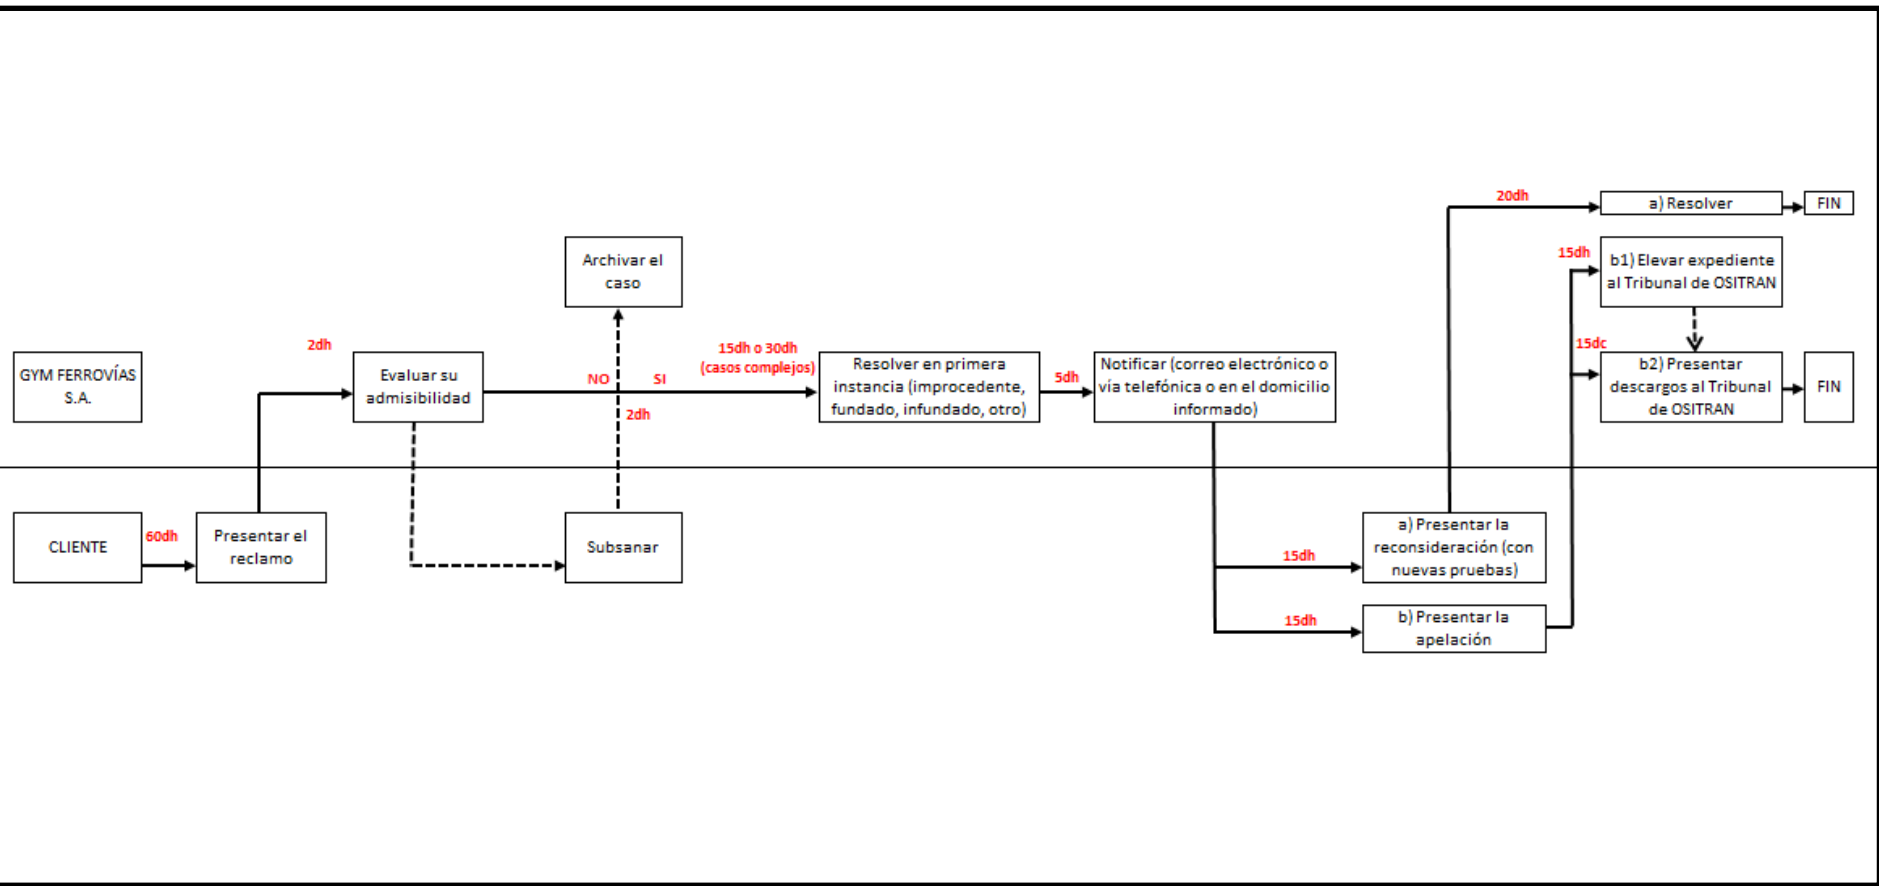 20dh
a) Resolver
FIN
Archivar el
caso
15dh
b1) Elevar expediente
al Tribunal de OSITRAN
GYM FERROVÍAS
S.A.
2dh
Evaluar su
admisibilidad
NO
SI
2dh
15dh o 30dh
(casos complejos)
Resolver en primera
instancia (improcedente,
fundado, infundado, otro)
5dh
Notificar (correo electrónico o
vía telefónica o en el domicilio
informado)
15dc
b2) Presentar
descargos al Tribunal
de OSITRAN
FIN
CLIENTE
60dh
Presentar el
reclamo
Subsanar
15dh
a) Presentar la
reconsideración (con
nuevas pruebas)
15dh
b) Presentar la
apelación